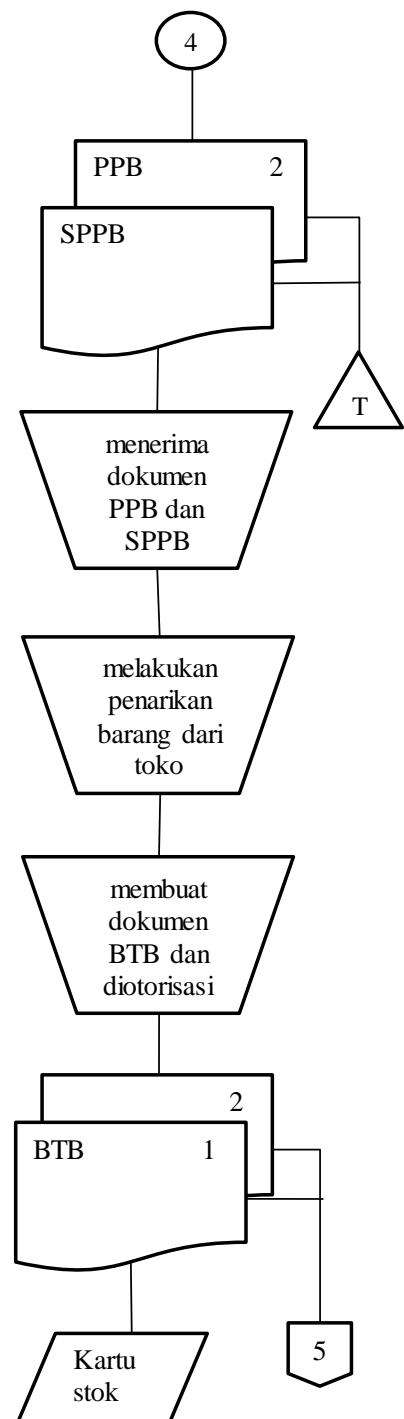 4
PPB 2
SPPB
T
menerima
dokumen
PPB dan
SPPB
melakukan
penarikan
barang dari
toko
membuat
dokumen
BTB dan
diotorisasi
2
BTB 1
5
Kartu
stok